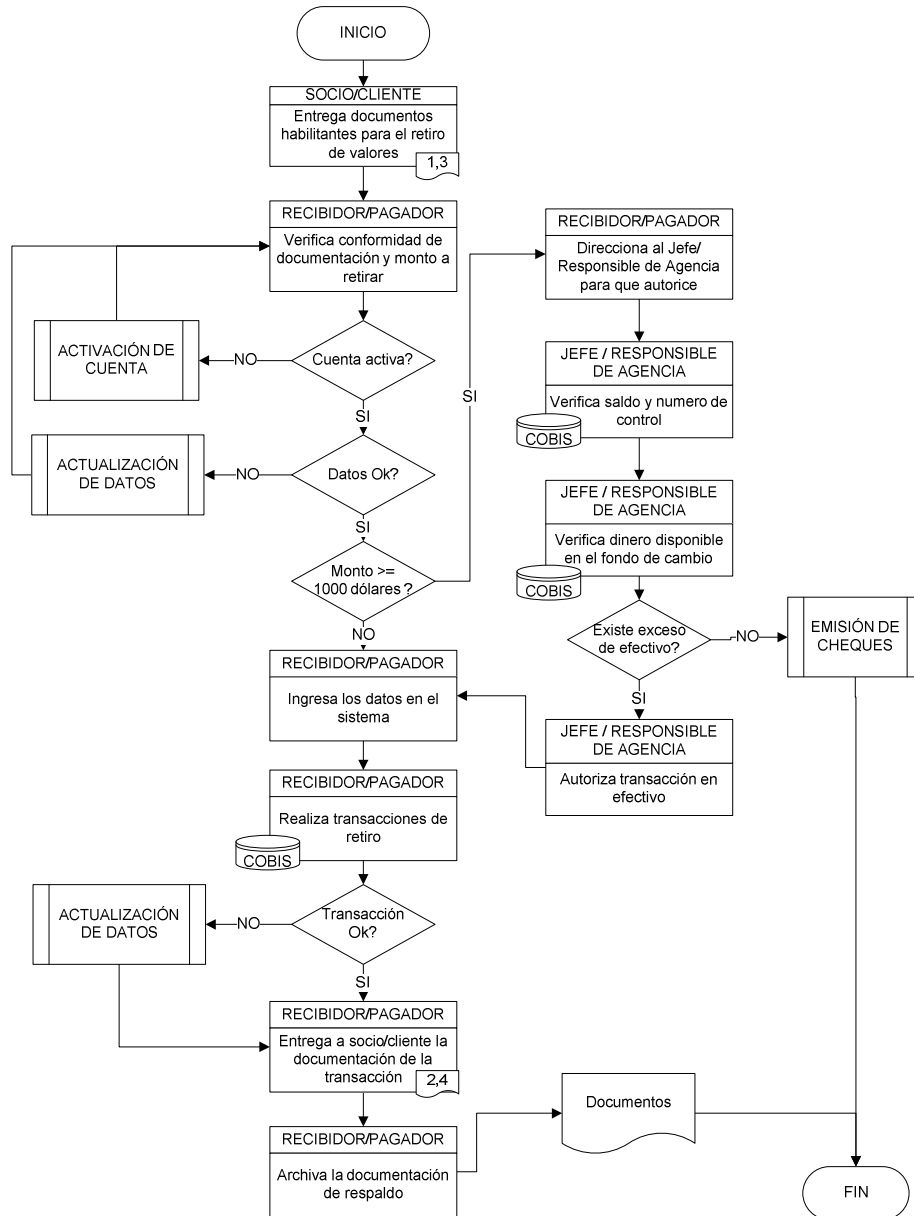 INICIO
SOCIO/CLIENTE
Entrega documentos
habilitantes para el retiro
de valores
1,3
RECIBIDOR/PAGADOR
Verifica conformidad de
documentación y monto a
retirar
ACTIVACIÓN DE
CUENTA
NO
Cuenta activa?
SI
ACTUALIZACIÓN
DE DATOS
NO
Datos Ok?
SI
Monto >=
1000 dólares?
SI
NO
RECIBIDOR/PAGADOR
Direcciona al Jefe/
Responsible de Agencia
para que autorice
JEFE / RESPONSIBLE
DE AGENCIA
Verifica saldo y numero de
control
COBIS
JEFE / RESPONSIBLE
DE AGENCIA
Verifica dinero disponible
en el fondo de cambio
COBIS
Existe exceso
de efectivo?
NO
EMISIÓN DE
CHEQUES
SI
JEFE / RESPONSIBLE
DE AGENCIA
Autoriza transacción en
efectivo
RECIBIDOR/PAGADOR
Ingresa los datos en el
sistema
RECIBIDOR/PAGADOR
Realiza transacciones de
retiro
COBIS
ACTUALIZACIÓN
DE DATOS
NO
Transacción
Ok?
SI
RECIBIDOR/PAGADOR
Entrega a socio/cliente la
documentación de la
transacción
2,4
RECIBIDOR/PAGADOR
Archiva la documentación
de respaldo
Documentos
FIN